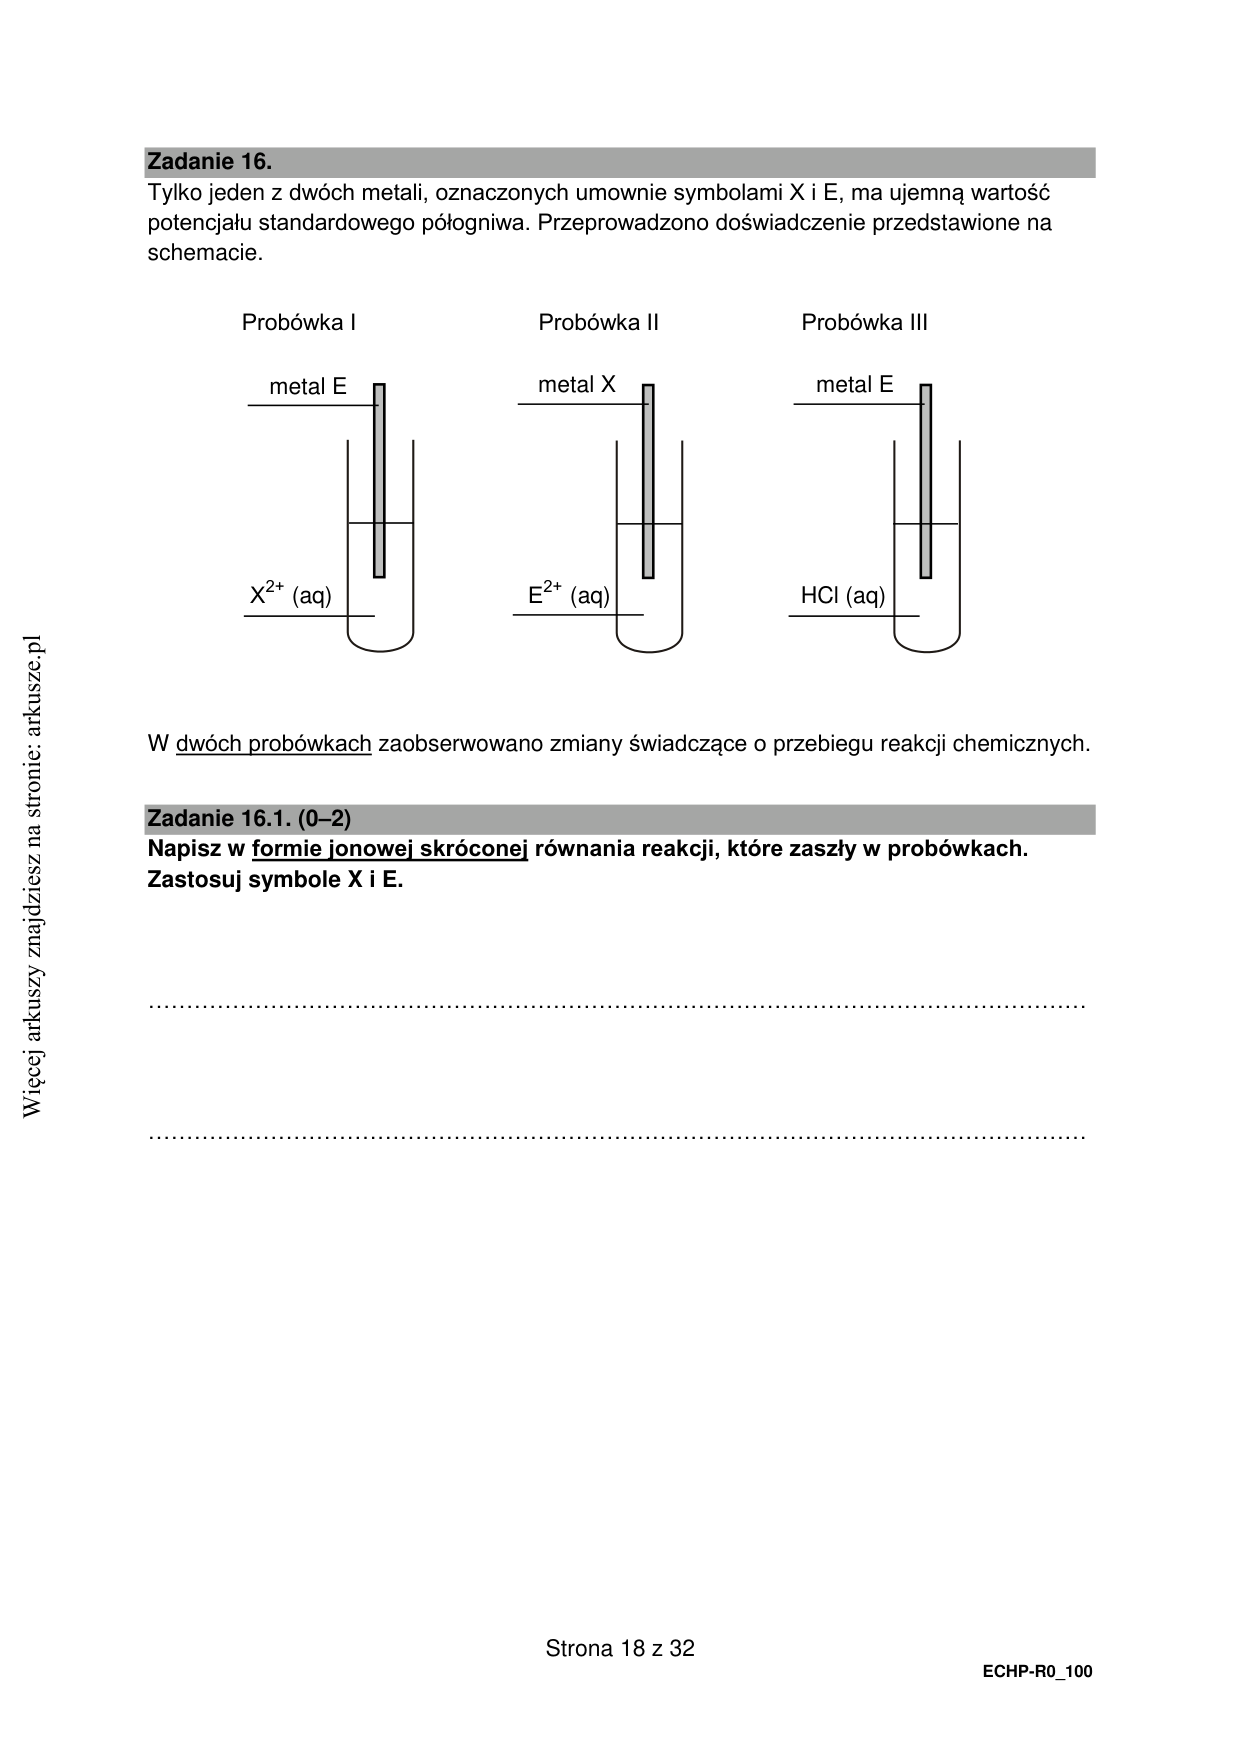 Zadanie 16.
Tylko jeden z dwóch metali, oznaczonych umownie symbolami X i E, ma ujemną wartość
potencjału standardowego półogniwa. Przeprowadzono doświadczenie przedstawione na
schemacie.
Probówka I
Probówka II
Probówka III
metal E
metal X
metal E
X²⁺ (aq)
E²⁺ (aq)
HCl (aq)
W dwóch probówkach zaobserwowano zmiany świadczące o przebiegu reakcji chemicznych.
Zadanie 16.1. (0–2)
Napisz w formie jonowej skróconej równania reakcji, które zaszły w probówkach.
Zastosuj symbole X i E.
Więcej arkuszy znajdziesz na stronie: arkusze.pl
Strona 18 z 32
ECHP-R0_100